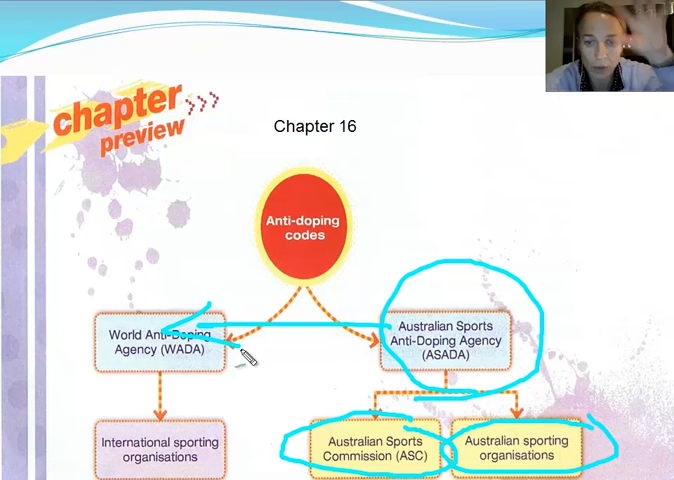 chapter
preview
Chapter 16
Anti-doping
codes
World Anti-Doping
Agency (WADA)
Australian Sports
Anti-Doping Agency
(ASADA)
International sporting
organisations
Australian Sports
Commission (ASC)
Australian sporting
organisations